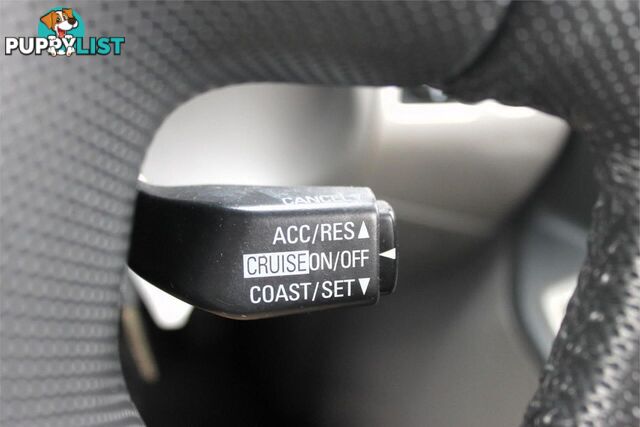 PUPPYLIST
CANCEL
ACC/RES▲
CRUISE ON/OFF ◀
COAST/SET▼